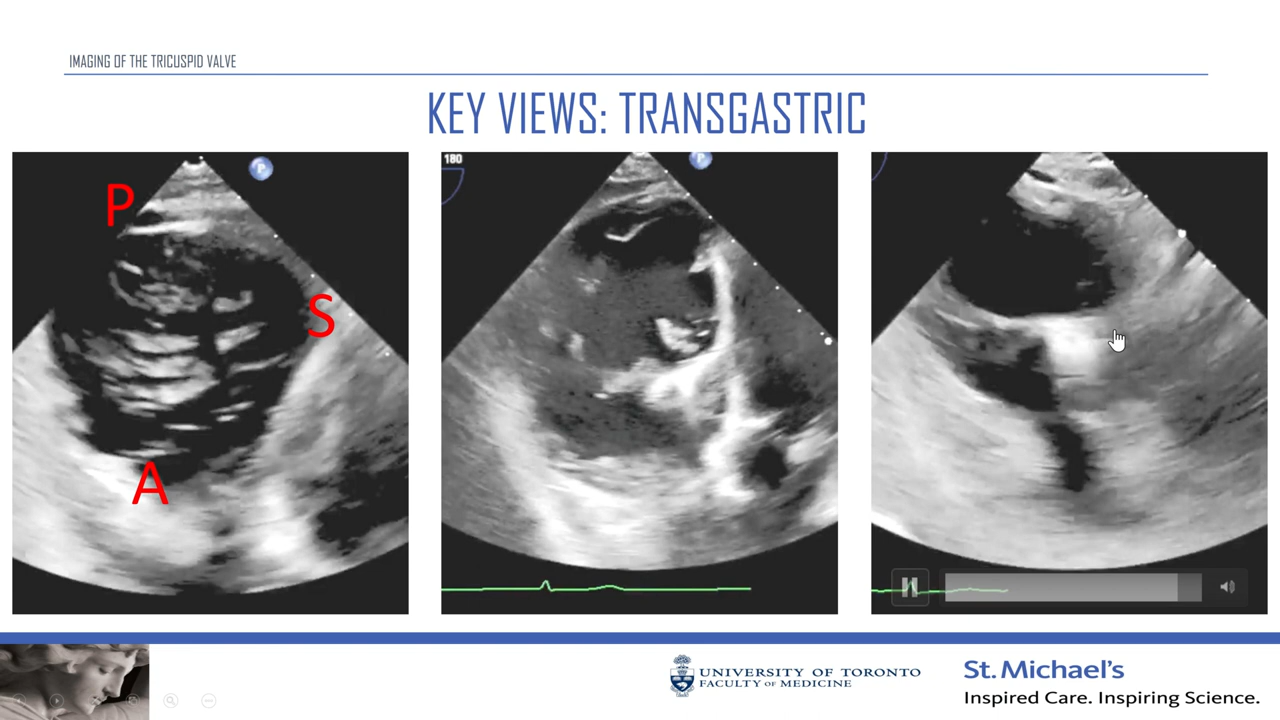 IMAGING OF THE TRICUSPID VALVE
KEY VIEWS: TRANSGASTRIC
P
S
A
P
180
P
UNIVERSITY OF TORONTO
FACULTY OF MEDICINE
St. Michael's
Inspired Care. Inspiring Science.